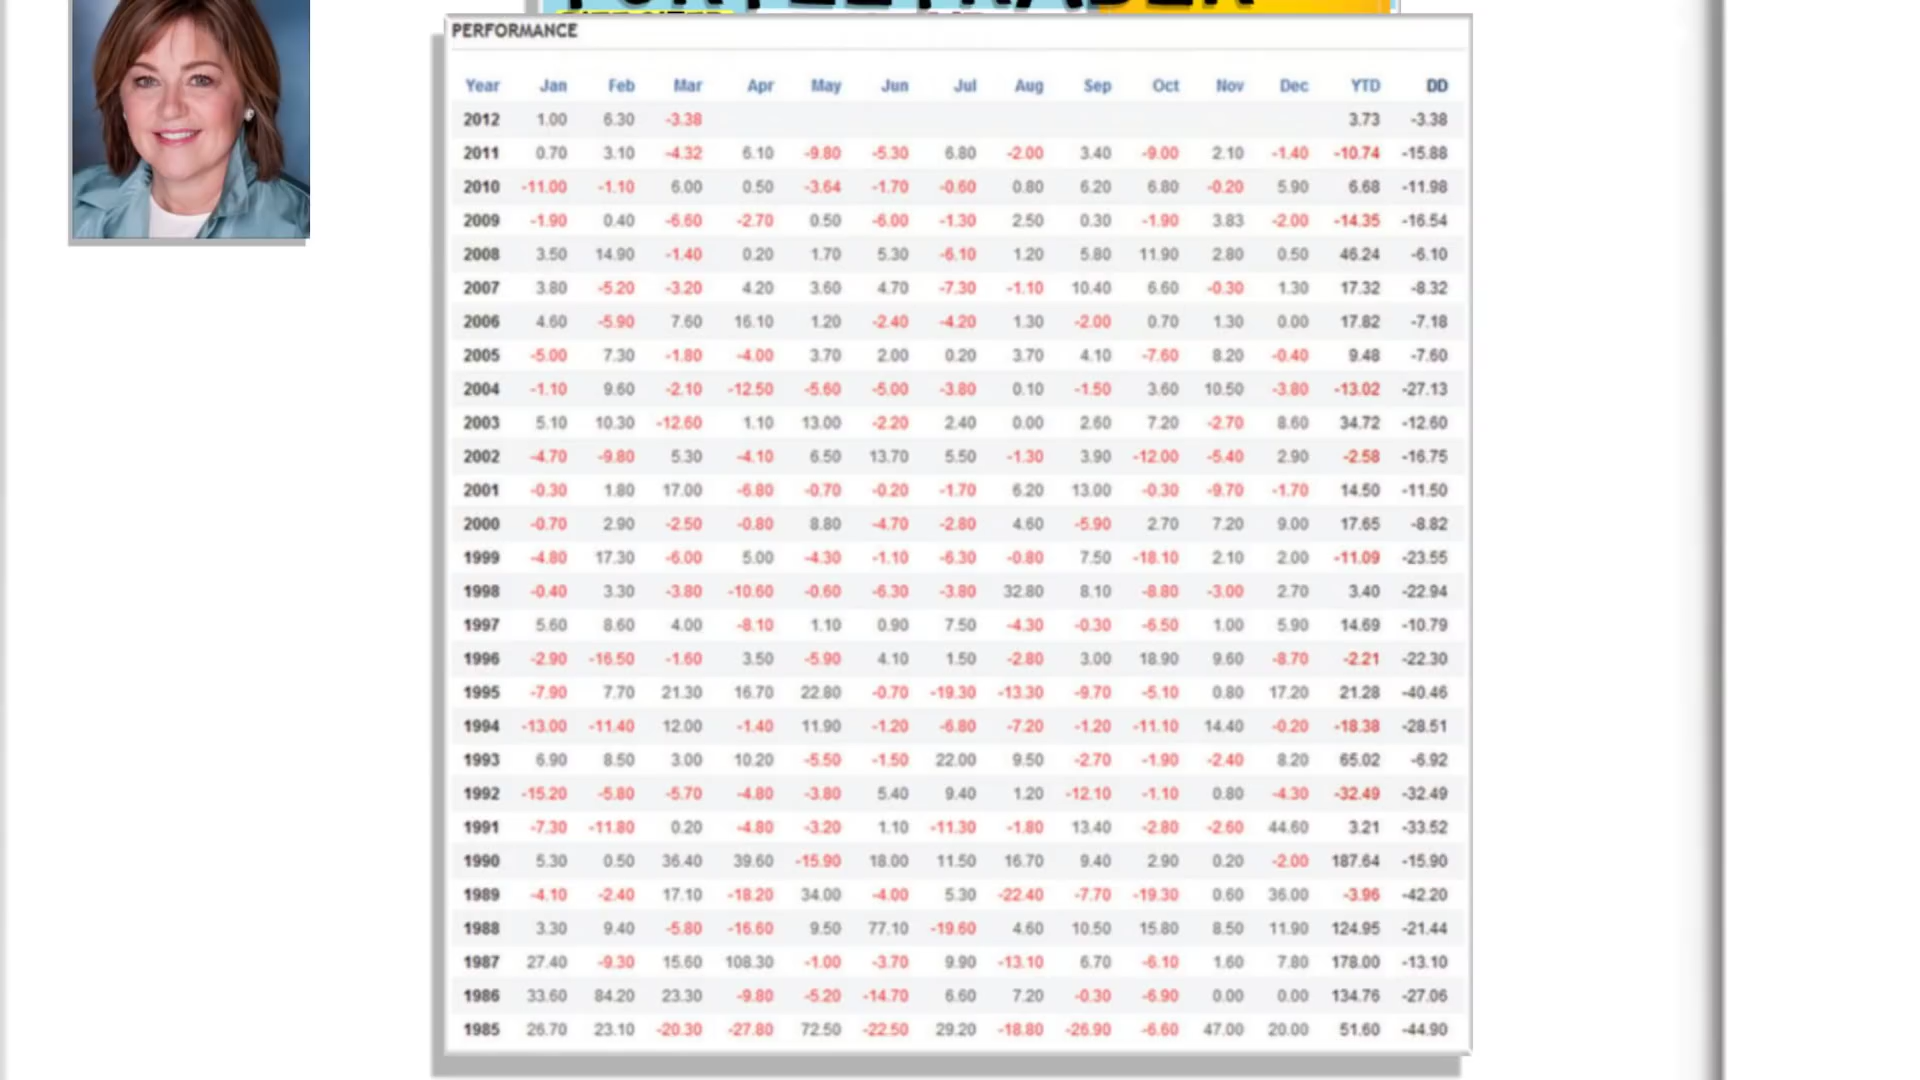 TURTLETRADER
PERFORMANCE
Year Jan Feb Mar Apr May Jun Jul Aug Sep Oct Nov Dec YTD DD
2012 1.00 6.30 -3.38 3.73 -3.38
2011 0.70 3.10 -4.32 6.10 -9.80 -5.30 6.80 -2.00 3.40 -9.00 2.10 -1.40 -10.74 -15.88
2010 -11.00 -1.10 6.00 0.50 -3.64 -1.70 -0.60 0.80 6.20 6.80 -0.20 5.90 6.68 -11.98
2009 -1.90 0.40 -6.60 -2.70 0.50 -6.00 -1.30 2.50 0.30 -1.90 3.83 -2.00 -14.35 -16.54
2008 3.50 14.90 -1.40 0.20 1.70 5.30 -6.10 1.20 5.80 11.90 2.80 0.50 46.24 -6.10
2007 3.80 -5.20 -3.20 4.20 3.60 4.70 -7.30 -1.10 10.40 6.60 -0.30 1.30 17.32 -8.32
2006 4.60 -5.90 7.60 16.10 1.20 -2.40 -4.20 1.30 -2.00 0.70 1.30 0.00 17.82 -7.18
2005 -5.00 7.30 -1.80 -4.00 3.70 2.00 0.20 3.70 4.10 -7.60 8.20 -0.40 9.48 -7.60
2004 -1.10 9.60 -2.10 -12.50 -5.60 -5.00 -3.80 0.10 -1.50 3.60 10.50 -3.80 -13.02 -27.13
2003 5.10 10.30 -12.60 1.10 13.00 -2.20 2.40 0.00 2.60 7.20 -2.70 8.60 34.72 -12.60
2002 -4.70 -9.80 5.30 -4.10 6.50 13.70 5.50 -1.30 3.90 -12.00 -5.40 2.90 -2.58 -16.75
2001 -0.30 1.80 17.00 -6.80 -0.70 -0.20 -1.70 6.20 13.00 -0.30 -9.70 -1.70 14.50 -11.50
2000 -0.70 2.90 -2.50 -0.80 8.80 -4.70 -2.80 4.60 -5.90 2.70 7.20 9.00 17.65 -8.82
1999 -4.80 17.30 -6.00 5.00 -4.30 -1.10 -6.30 -0.80 7.50 -18.10 2.10 2.00 -11.09 -23.55
1998 -0.40 3.30 -3.80 -10.60 -0.60 -6.30 -3.80 32.80 8.10 -8.80 -3.00 2.70 3.40 -22.94
1997 5.60 8.60 4.00 -8.10 1.10 0.90 7.50 -4.30 -0.30 -6.50 1.00 5.90 14.69 -10.79
1996 -2.90 -16.50 -1.60 3.50 -5.90 4.10 1.50 -2.80 3.00 18.90 9.60 -8.70 -2.21 -22.30
1995 -7.90 7.70 21.30 16.70 22.80 -0.70 -19.30 -13.30 -9.70 -5.10 0.80 17.20 21.28 -40.46
1994 -13.00 -11.40 12.00 -1.40 11.90 -1.20 -6.80 -7.20 -1.20 -11.10 14.40 -0.20 -18.38 -28.51
1993 6.90 8.50 3.00 10.20 -5.50 -1.50 22.00 9.50 -2.70 -1.90 -2.40 8.20 65.02 -6.92
1992 -15.20 -5.80 -5.70 -4.80 -3.80 5.40 9.40 1.20 -12.10 -1.10 0.80 -4.30 -32.49 -32.49
1991 -7.30 -11.80 0.20 -4.80 -3.20 1.10 -11.30 -1.80 13.40 -2.80 -2.60 44.60 3.21 -33.52
1990 5.30 0.50 36.40 39.60 -15.90 18.00 11.50 16.70 9.40 2.90 0.20 -2.00 187.64 -15.90
1989 -4.10 -2.40 17.10 -18.20 34.00 -4.00 5.30 -22.40 -7.70 -19.30 0.60 36.00 -3.96 -42.20
1988 3.30 9.40 -5.80 -16.60 9.50 77.10 -19.60 4.60 10.50 15.80 8.50 11.90 124.95 -21.44
1987 27.40 -9.30 15.60 108.30 -1.00 -3.70 9.90 -13.10 6.70 -6.10 1.60 7.80 178.00 -13.10
1986 33.60 84.20 23.30 -9.80 -5.20 -14.70 6.60 7.20 -0.30 -6.90 0.00 0.00 134.76 -27.06
1985 26.70 23.10 -20.30 -27.80 72.50 -22.50 29.20 -18.80 -26.90 -6.60 47.00 20.00 51.60 -44.90